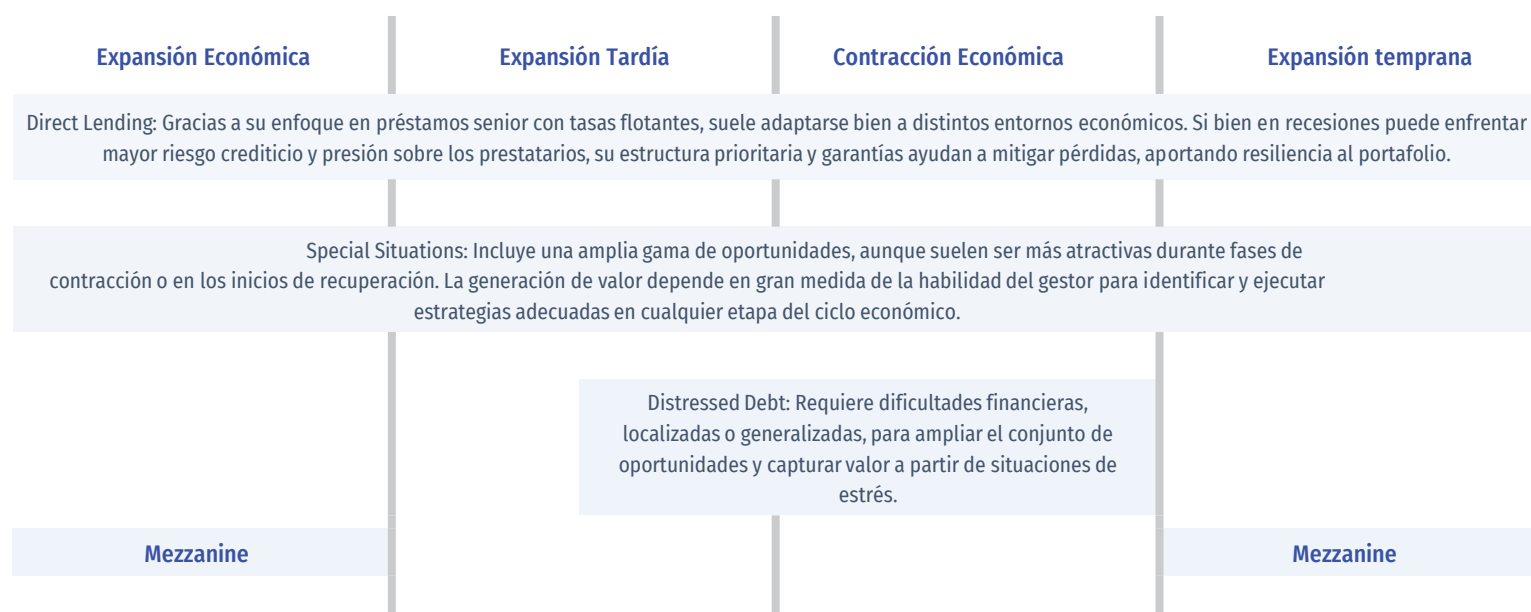 Expansión Económica
Expansión Tardía
Contracción Económica
Expansión temprana
Direct Lending: Gracias a su enfoque en préstamos senior con tasas flotantes, suele adaptarse bien a distintos entornos económicos. Si bien en recesiones puede enfrentar
mayor riesgo crediticio y presión sobre los prestatarios, su estructura prioritaria y garantías ayudan a mitigar pérdidas, aportando resiliencia al portafolio.
Special Situations: Incluye una amplia gama de oportunidades, aunque suelen ser más atractivas durante fases de
contracción o en los inicios de recuperación. La generación de valor depende en gran medida de la habilidad del gestor para identificar y ejecutar
estrategias adecuadas en cualquier etapa del ciclo económico.
Distressed Debt: Requiere dificultades financieras,
localizadas o generalizadas, para ampliar el conjunto de
oportunidades y capturar valor a partir de situaciones de
estrés.
Mezzanine
Mezzanine